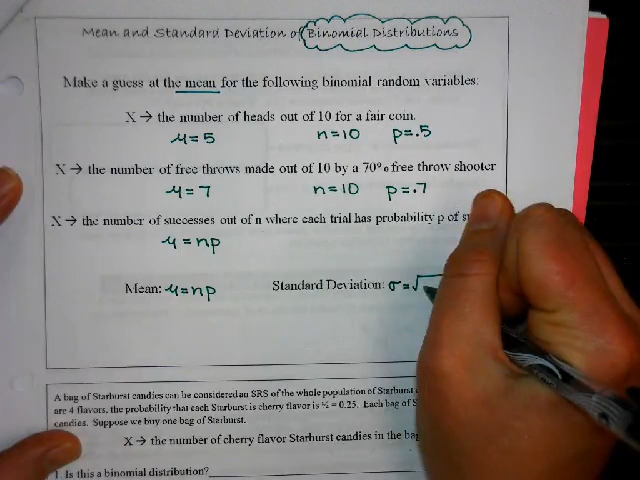 Mean and Standard Deviation of Binomial Distributions
Make a guess at the mean for the following binomial random variables:
X → the number of heads out of 10 for a fair coin.
μ = 5 n = 10 p = .5
X → the number of free throws made out of 10 by a 70% free throw shooter
μ = 7 n = 10 p = .7
X → the number of successes out of n where each trial has probability p of
μ = np
Mean: μ = np Standard Deviation: σ = √
A bag of Starburst candies can be considered an SRS of the whole population of Starburst
are 4 flavors, the probability that each Starburst is cherry flavor is ¼ = 0.25. Each bag of
candies. Suppose we buy one bag of Starburst.
X → the number of cherry flavor Starburst candies in the bag
1. Is this a binomial distribution?